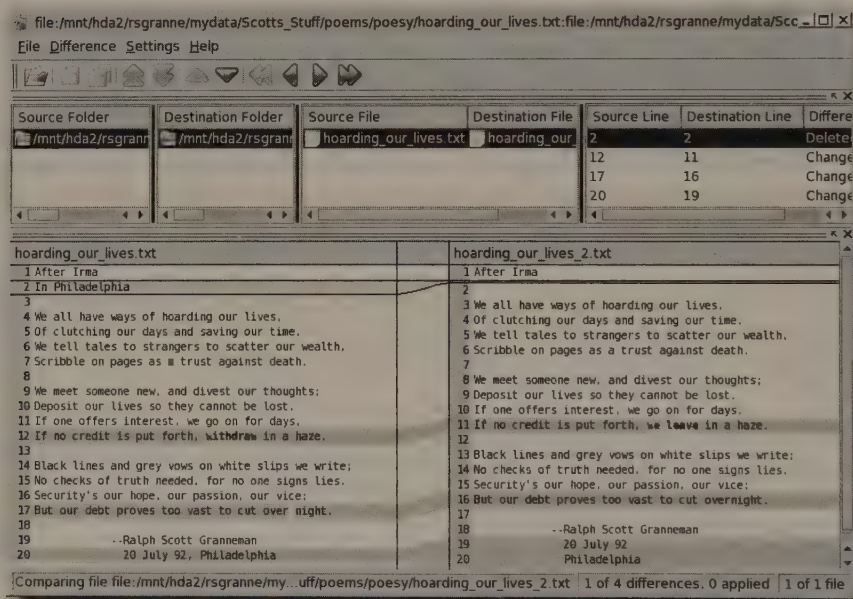 file:/mnt/hda2/rsgranne/mydata/Scotts_Stuff/poems/poesy/hoarding_our_lives.txt:file:/mnt/hda2/rsgranne/mydata/Scc
File Difference Settings Help
Source Folder Destination Folder Source File Destination File Source Line Destination Line Differe
/mnt/hda2/rsgrann /mnt/hda2/rsgran hoarding_our_lives.txt hoarding_our 2 2 Delete
12 11 Change
17 16 Change
20 19 Change
hoarding_our_lives.txt
1 After Irma
2 In Philadelphia
3
4 We all have ways of hoarding our lives,
5 Of clutching our days and saving our time.
6 We tell tales to strangers to scatter our wealth,
7 Scribble on pages as a trust against death.
8
9 We meet someone new, and divest our thoughts;
10 Deposit our lives so they cannot be lost.
11 If one offers interest, we go on for days,
12 If no credit is put forth, withdraw in a haze.
13
14 Black lines and grey vows on white slips we write;
15 No checks of truth needed, for no one signs lies.
16 Security's our hope, our passion, our vice;
17 But our debt proves too vast to cut over night.
18
19 --Ralph Scott Granneman
20 20 July 92, Philadelphia
hoarding_our_lives_2.txt
1 After Irma
2
3 We all have ways of hoarding our lives,
4 Of clutching our days and saving our time.
5 We tell tales to strangers to scatter our wealth,
6 Scribble on pages as a trust against death.
7
8 We meet someone new, and divest our thoughts;
9 Deposit our lives so they cannot be lost.
10 If one offers interest, we go on for days.
11 If no credit is put forth, we leave in a haze.
12
13 Black lines and grey vows on white slips we write;
14 No checks of truth needed, for no one signs lies.
15 Security's our hope, our passion, our vice;
16 But our debt proves too vast to cut overnight.
17
18 --Ralph Scott Granneman
19 20 July 92
20 Philadelphia
Comparing file file:/mnt/hda2/rsgranne/my...uff/poems/poesy/hoarding_our_lives_2.txt 1 of 4 differences, 0 applied 1 of 1 file